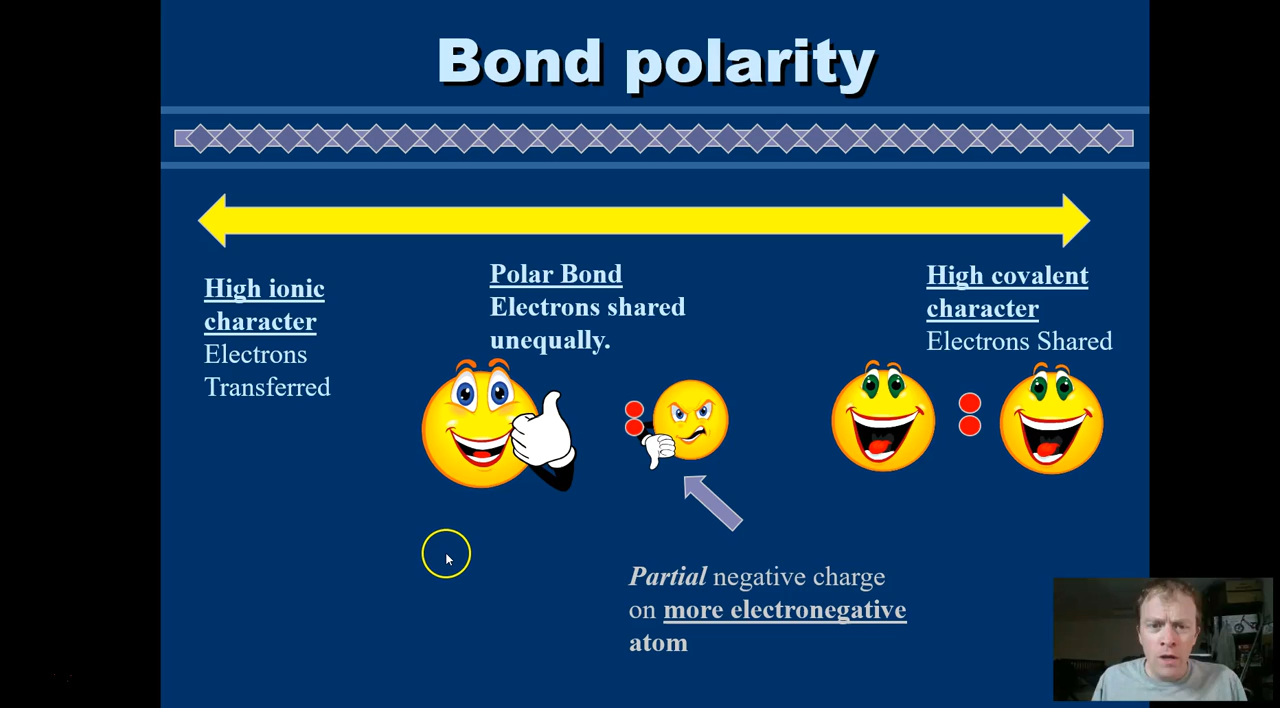 Bond polarity
High ionic
character
Electrons
Transferred
Polar Bond
Electrons shared
unequally.
High covalent
character
Electrons Shared
Partial negative charge
on more electronegative
atom